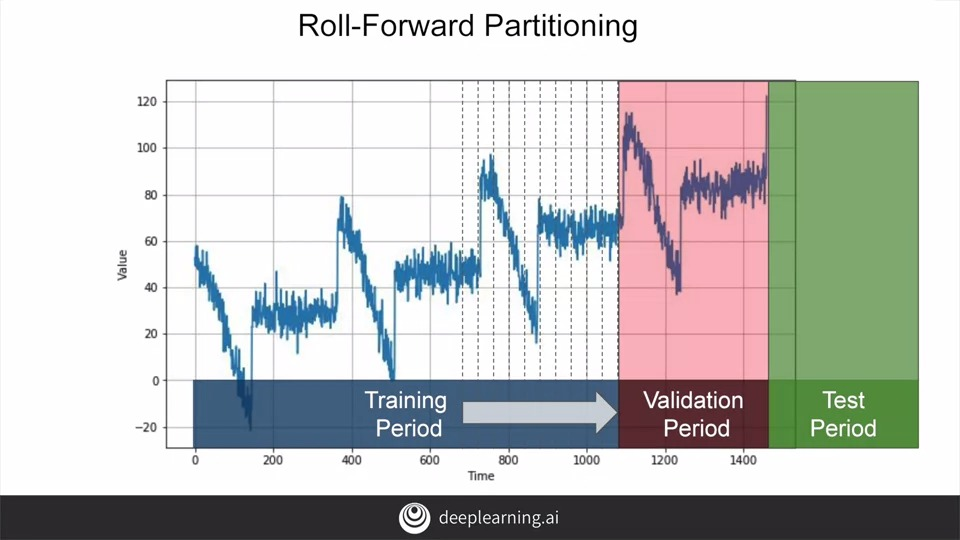 Roll-Forward Partitioning
120
100
80
60
40
20
0
−20
Value
Training
Period
Validation
Period
Test
Period
0
200
400
600
800
1000
1200
1400
Time
deeplearning.ai